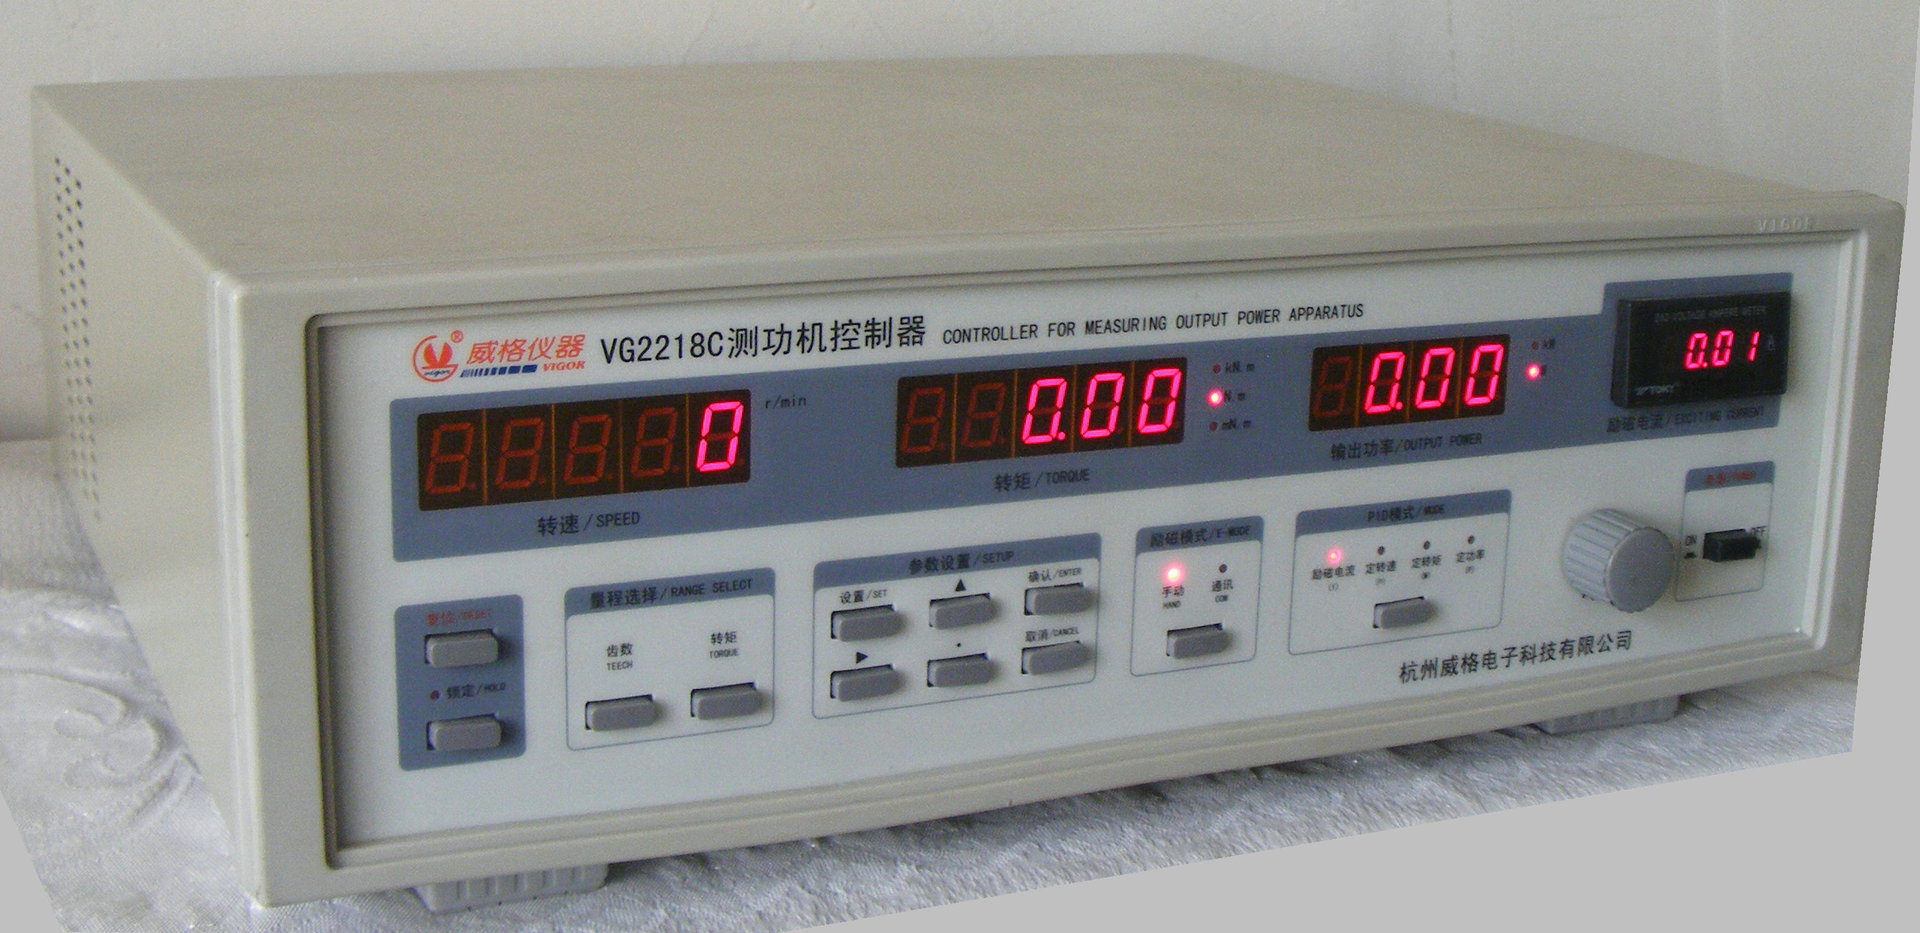 VIGOR
vigor ® 威格仪器 VIGOR
VG2218C测功机控制器 CONTROLLER FOR MEASURING OUTPUT POWER APPARATUS
0 r/min
转速/SPEED
0.00
kN.m
N.m
mN.m
转矩/TORQUE
0.00
kW
W
输出功率/OUTPUT POWER
0.01 A
TOKY
励磁电流/EXCITING CURRENT
复位/RESET
锁定/HOLD
量程选择/RANGE SELECT
齿数
TEECH
转矩
TORQUE
参数设置/SETUP
设置/SET
▲
确认/ENTER
▶
取消/CANCEL
励磁模式/E-MODE
手动
HAND
通讯
COM
PID模式/MODE
励磁电流
定转速
定转矩
定功率
电源/POWER
ON
OFF
杭州威格电子科技有限公司